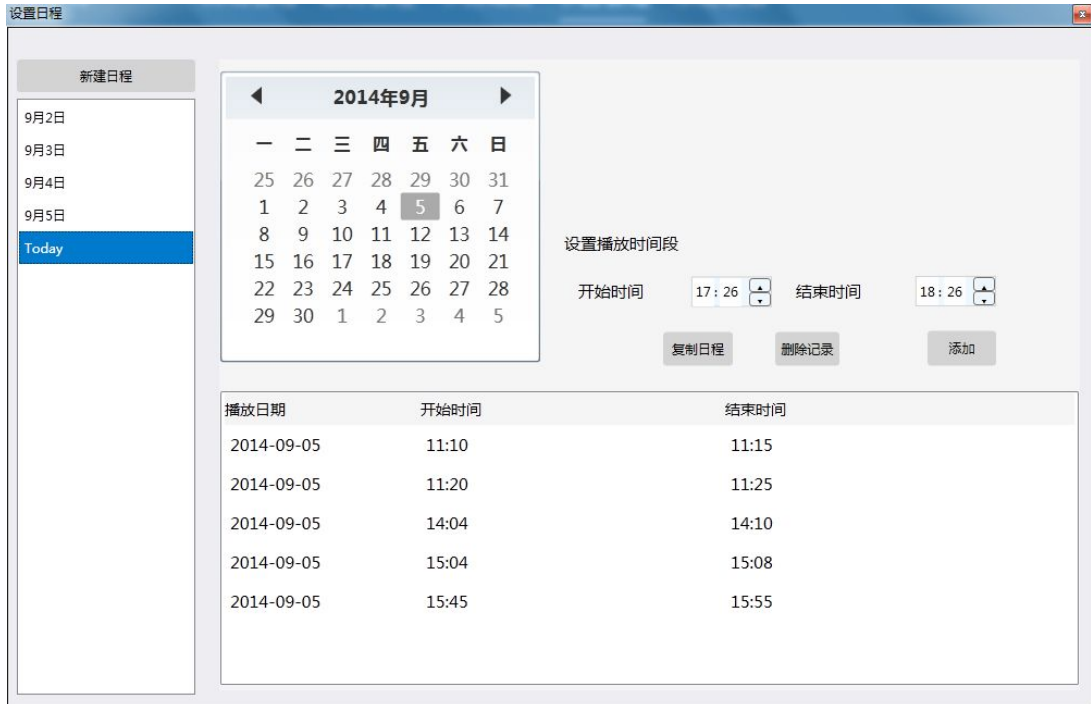 设置日程
新建日程
9月2日
9月3日
9月4日
9月5日
Today
2014年9月
一 二 三 四 五 六 日
25 26 27 28 29 30 31
1 2 3 4 5 6 7
8 9 10 11 12 13 14
15 16 17 18 19 20 21
22 23 24 25 26 27 28
29 30 1 2 3 4 5
设置播放时间段
开始时间 17:26 结束时间 18:26
复制日程 删除记录 添加
播放日期 开始时间 结束时间
2014-09-05 11:10 11:15
2014-09-05 11:20 11:25
2014-09-05 14:04 14:10
2014-09-05 15:04 15:08
2014-09-05 15:45 15:55